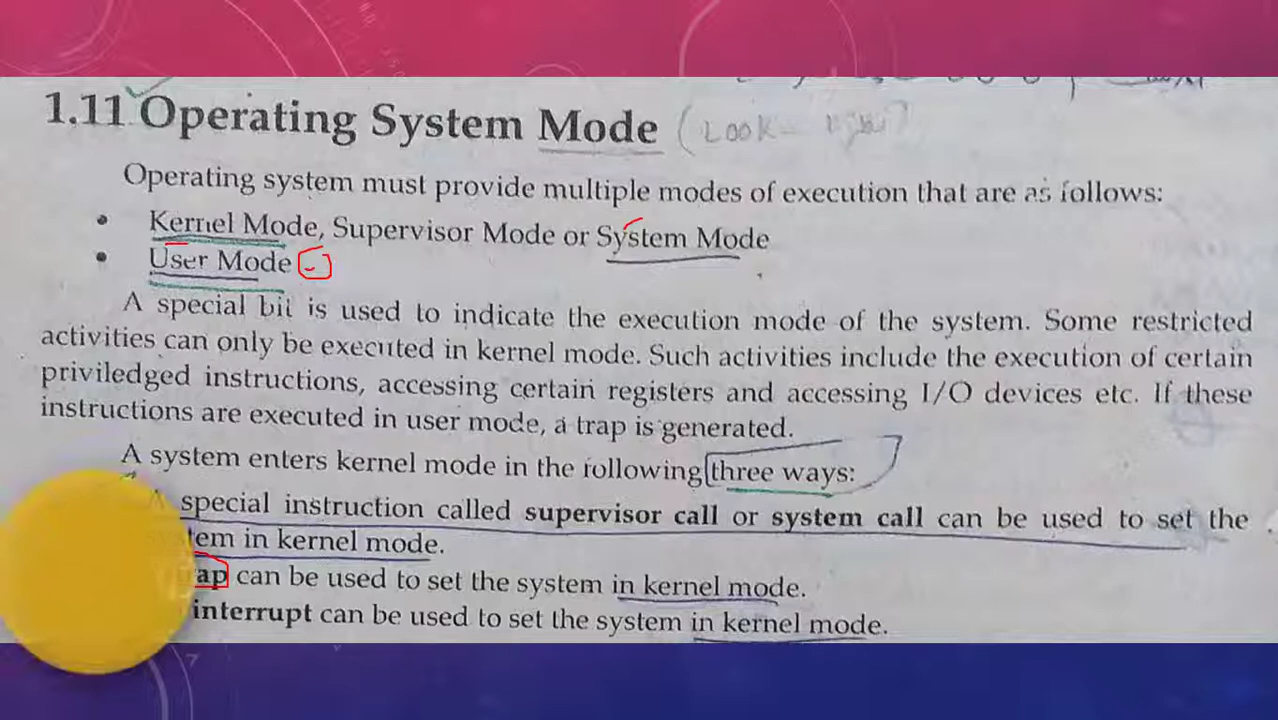 1.11 Operating System Mode (LOOK -
Operating system must provide multiple modes of execution that are as follows:
• Kernel Mode, Supervisor Mode or System Mode
• User Mode
A special bit is used to indicate the execution mode of the system. Some restricted
activities can only be executed in kernel mode. Such activities include the execution of certain
priviledged instructions, accessing certain registers and accessing I/O devices etc. If these
instructions are executed in user mode, a trap is generated.
A system enters kernel mode in the following three ways:
special instruction called supervisor call or system call can be used to set the
tem in kernel mode.
ap can be used to set the system in kernel mode.
interrupt can be used to set the system in kernel mode.